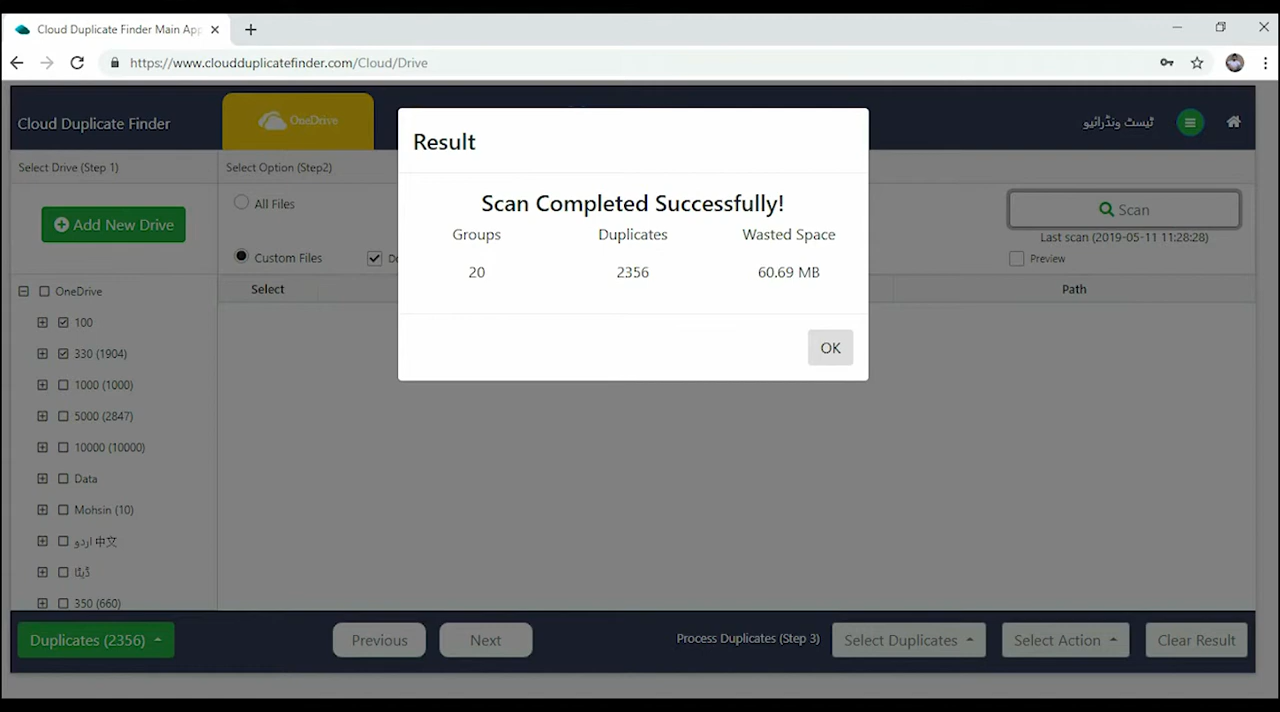 Cloud Duplicate Finder Main App
https://www.cloudduplicatefinder.com/Cloud/Drive
Cloud Duplicate Finder
OneDrive
ٹیسٹ ونڈرائیو
Select Drive (Step 1)
Select Option (Step2)
Add New Drive
All Files
Custom Files
Scan
Last scan (2019-05-11 11:28:28)
Preview
Select
Path
Result
Scan Completed Successfully!
Groups Duplicates Wasted Space
20 2356 60.69 MB
OK
OneDrive
100
330 (1904)
1000 (1000)
5000 (2847)
10000 (10000)
Data
Mohsin (10)
اردو 中文
ڈیٹا
350 (660)
Duplicates (2356)
Previous
Next
Process Duplicates (Step 3)
Select Duplicates
Select Action
Clear Result